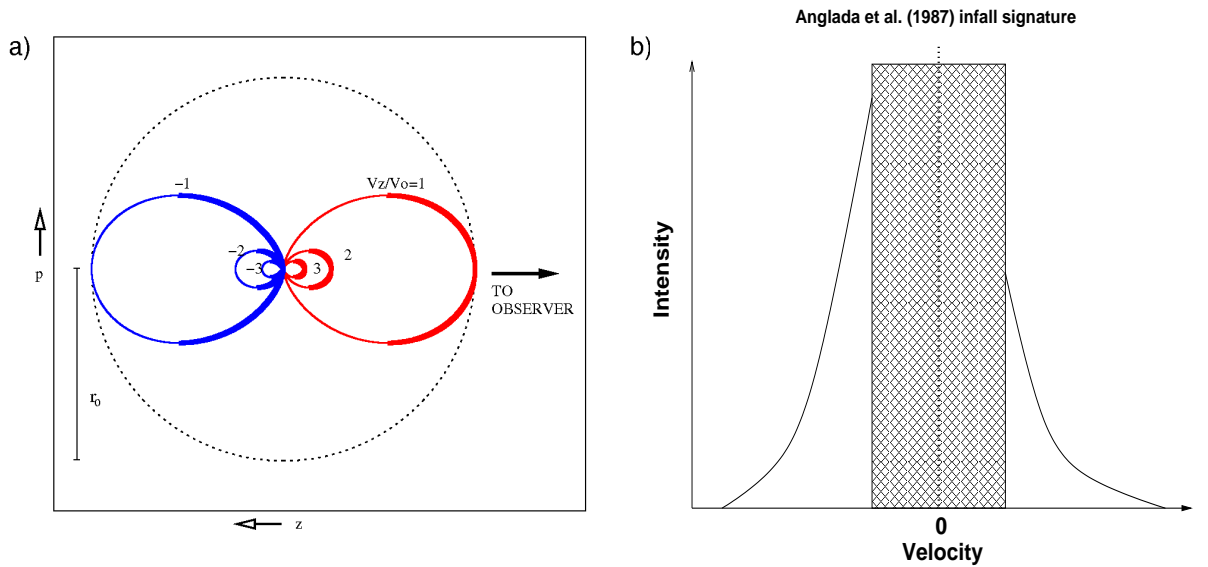 a)
−1
Vz/Vo=1
−2
2
−3
3
p
TO
OBSERVER
r₀
z
Anglada et al. (1987) infall signature
b)
Intensity
0
Velocity